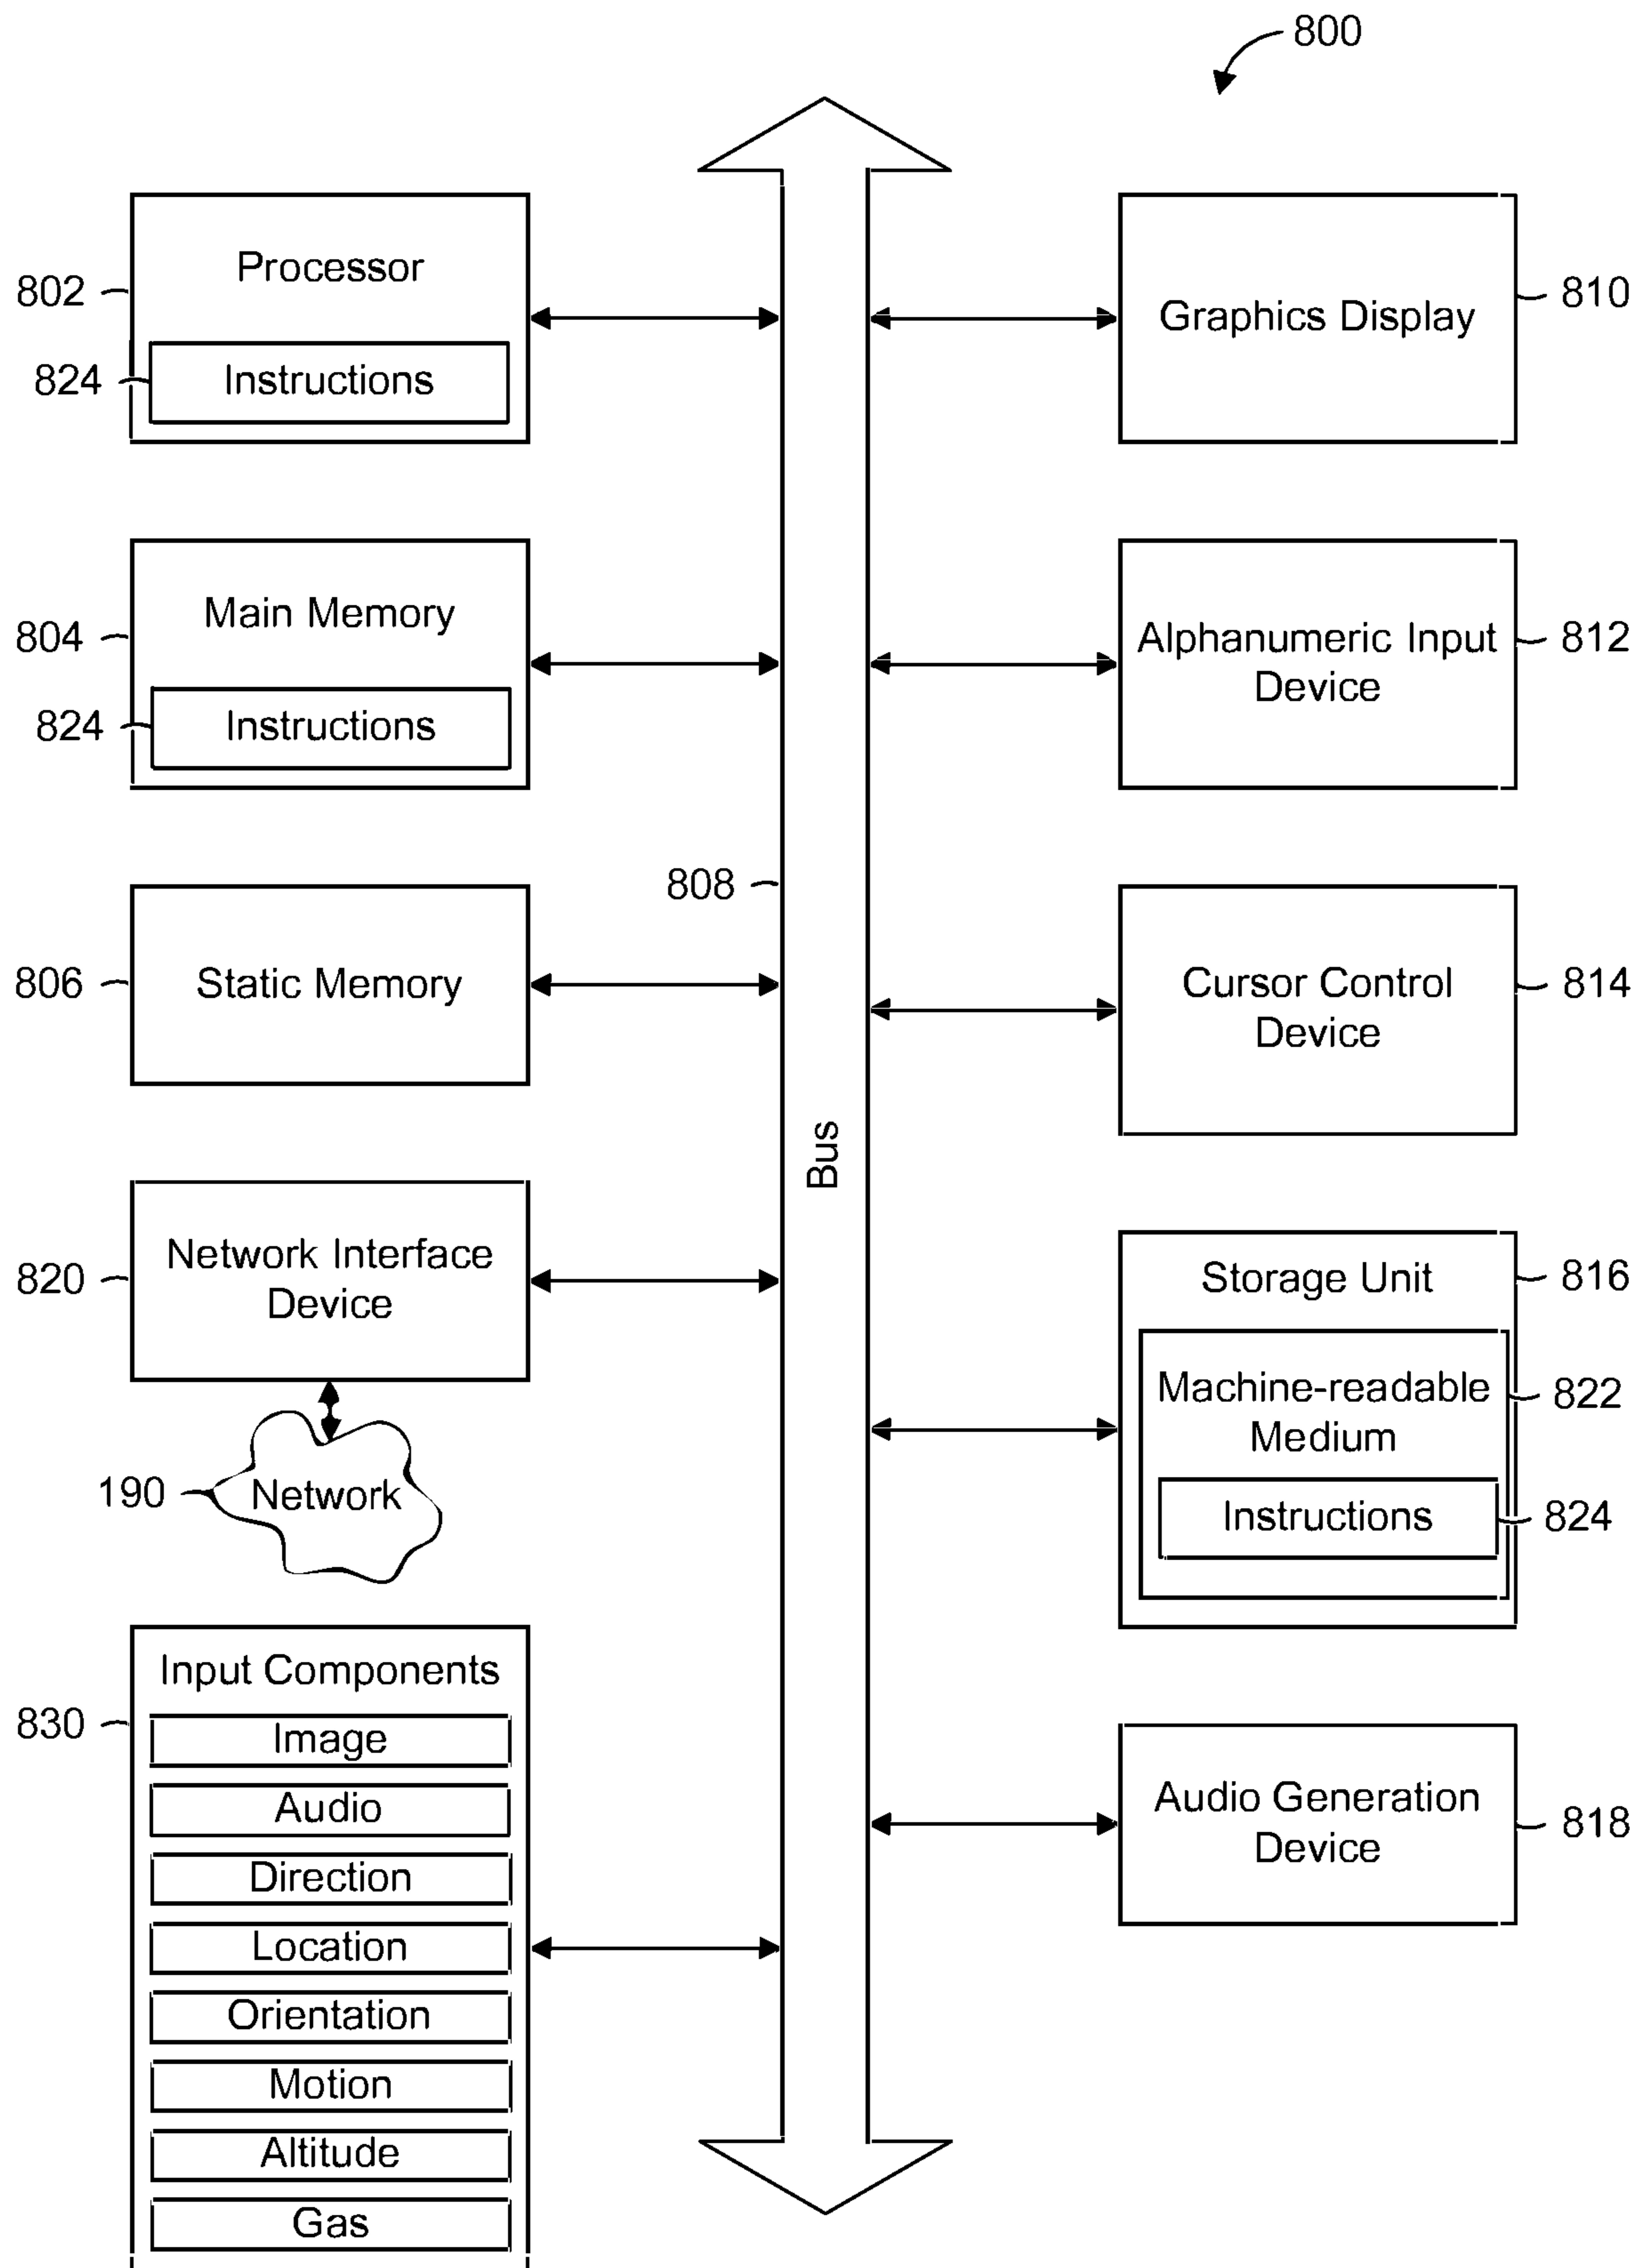 800
Processor
802
824
Instructions
Main Memory
804
824
Instructions
Static Memory
806
Network Interface
Device
820
190
Network
Input Components
830
Image
Audio
Direction
Location
Orientation
Motion
Altitude
Gas
808
Bus
Graphics Display
810
Alphanumeric Input
Device
812
Cursor Control
Device
814
Storage Unit
816
Machine-readable
Medium
822
Instructions
824
Audio Generation
Device
818